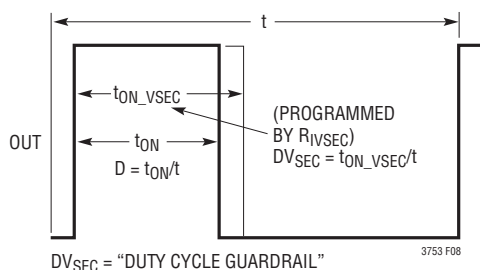 t
tON_VSEC
(PROGRAMMED
BY RIVSEC)
DVSEC = tON_VSEC/t
tON
D = tON/t
OUT
3753 F08
DVSEC = “DUTY CYCLE GUARDRAIL”